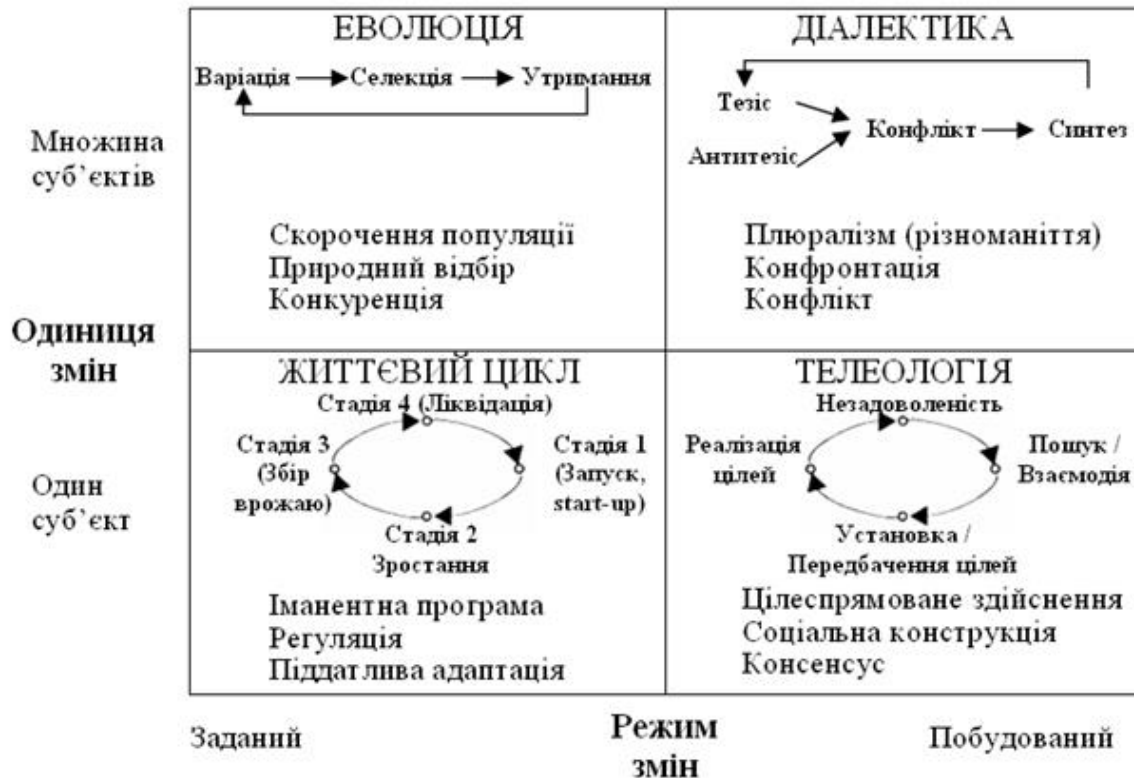 ЕВОЛЮЦІЯ
Варіація Селекція Утримання
Скорочення популяції
Природний відбір
Конкуренція
ДІАЛЕКТИКА
Тезіс
Антитезіс
Конфлікт Синтез
Плюралізм (різноманіття)
Конфронтація
Конфлікт
Множина
суб’єктів
Одиниця
змін
ЖИТТЄВИЙ ЦИКЛ
Стадія 4 (Ліквідація)
Стадія 3
(Збір
врожаю)
Стадія 1
(Запуск,
start-up)
Стадія 2
Зростання
Іманентна програма
Регуляція
Піддатлива адаптація
ТЕЛЕОЛОГІЯ
Незадоволеність
Реалізація
цілей
Пошук /
Взаємодія
Установка /
Передбачення цілей
Цілеспрямоване здійснення
Соціальна конструкція
Консенсус
Один
суб’єкт
Заданий
Режим
змін
Побудований